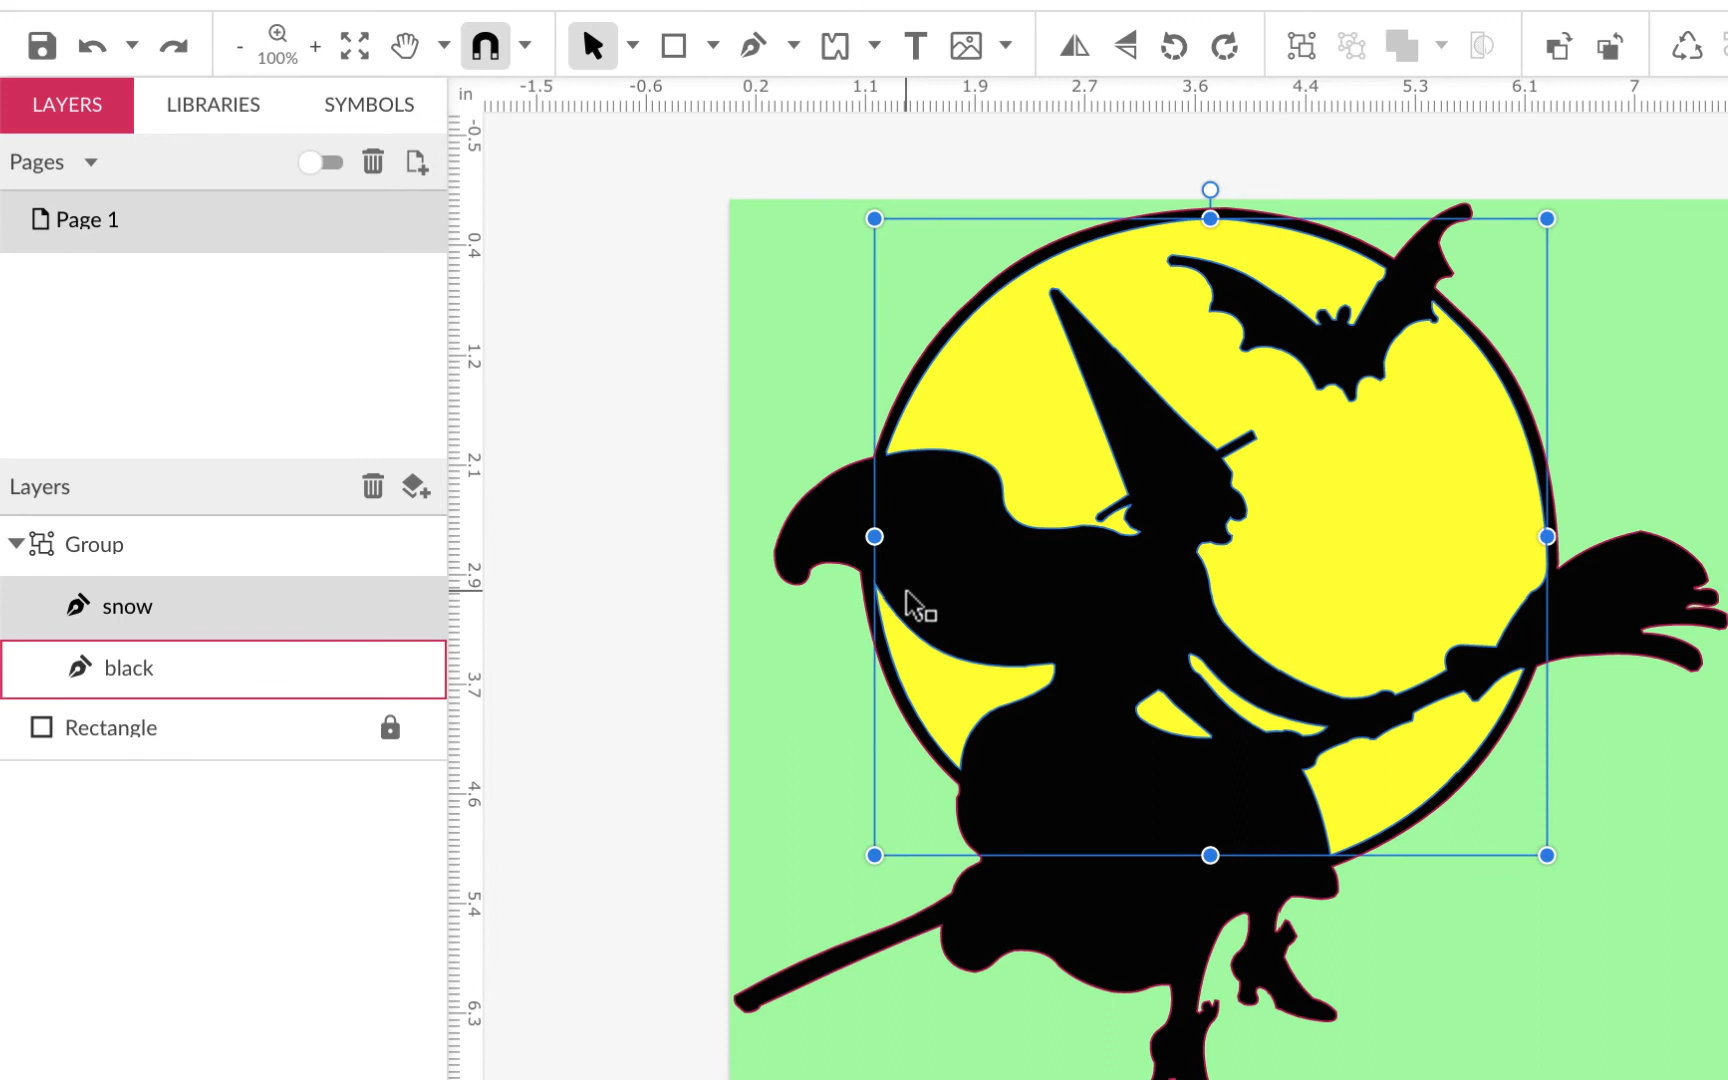 - 100% +
LAYERS LIBRARIES SYMBOLS
in -1.5 -0.6 0.2 1.1 1.9 2.7 3.6 4.4 5.3 6.1 7
Pages
Page 1
Layers
Group
snow
black
Rectangle
-0.5
0.4
1.2
2.1
2.9
3.7
4.6
5.4
6.3